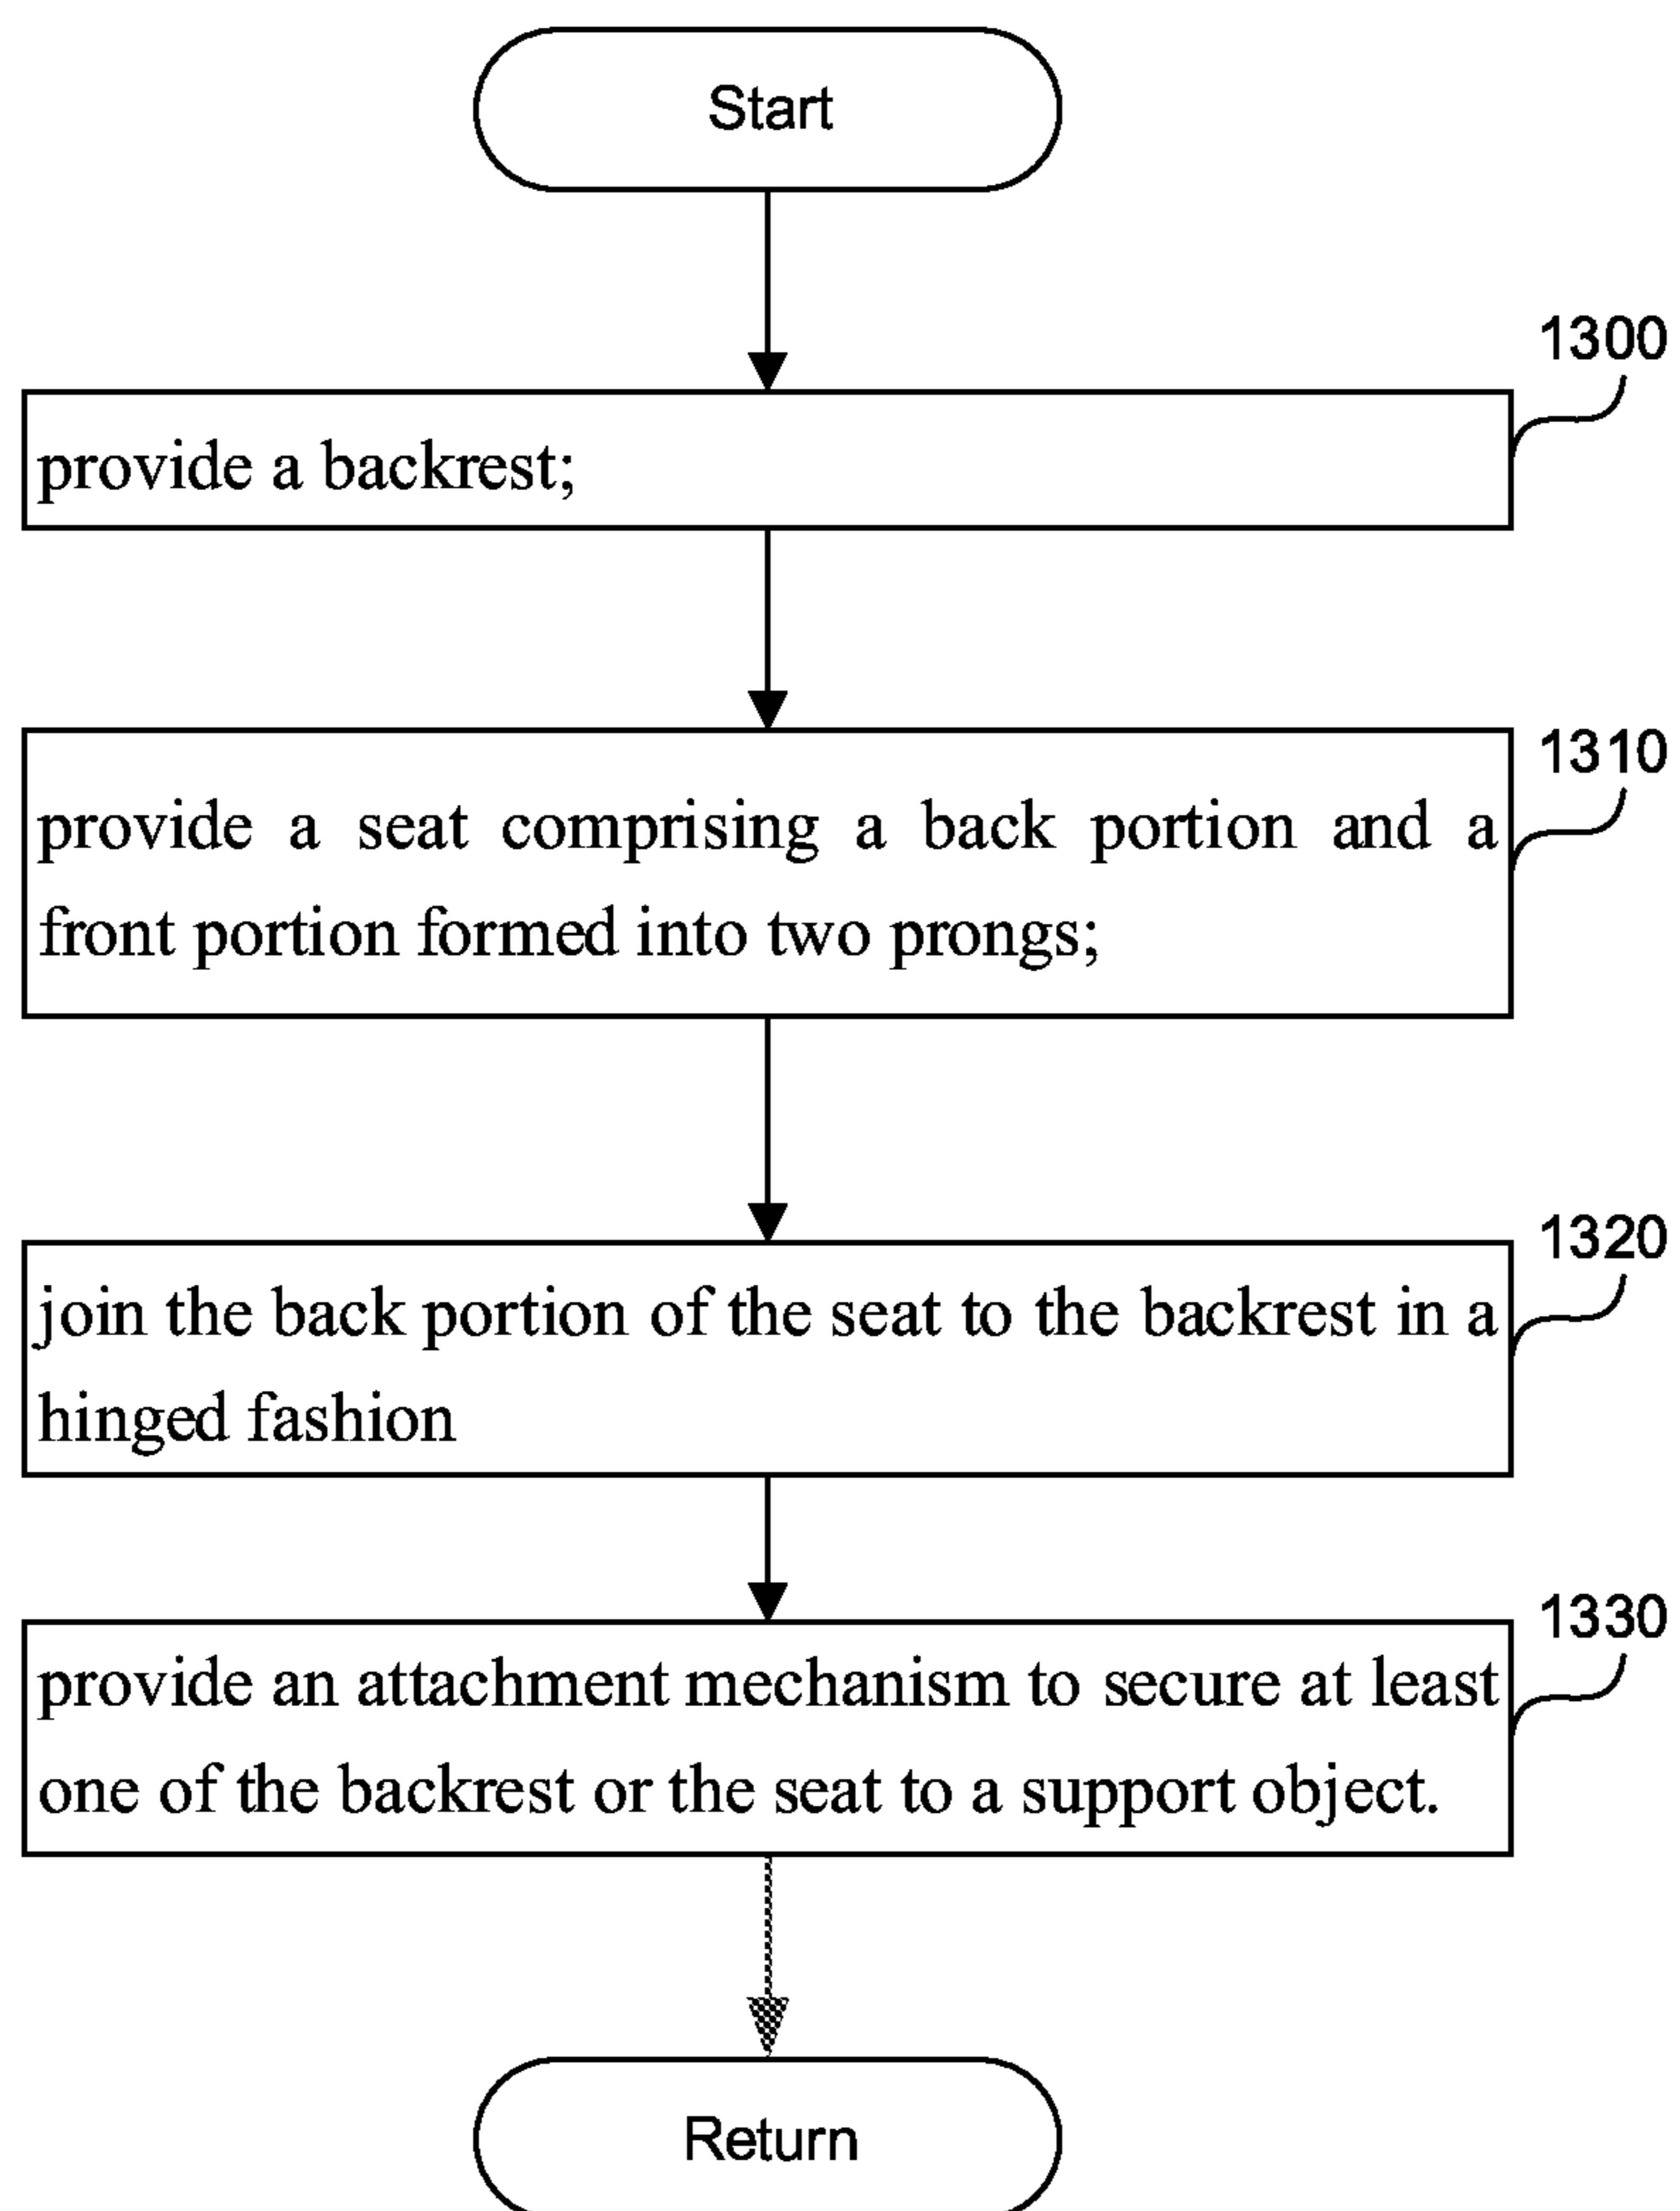 Start
1300
provide a backrest;
1310
provide a seat comprising a back portion and a
front portion formed into two prongs;
1320
join the back portion of the seat to the backrest in a
hinged fashion
1330
provide an attachment mechanism to secure at least
one of the backrest or the seat to a support object.
Return